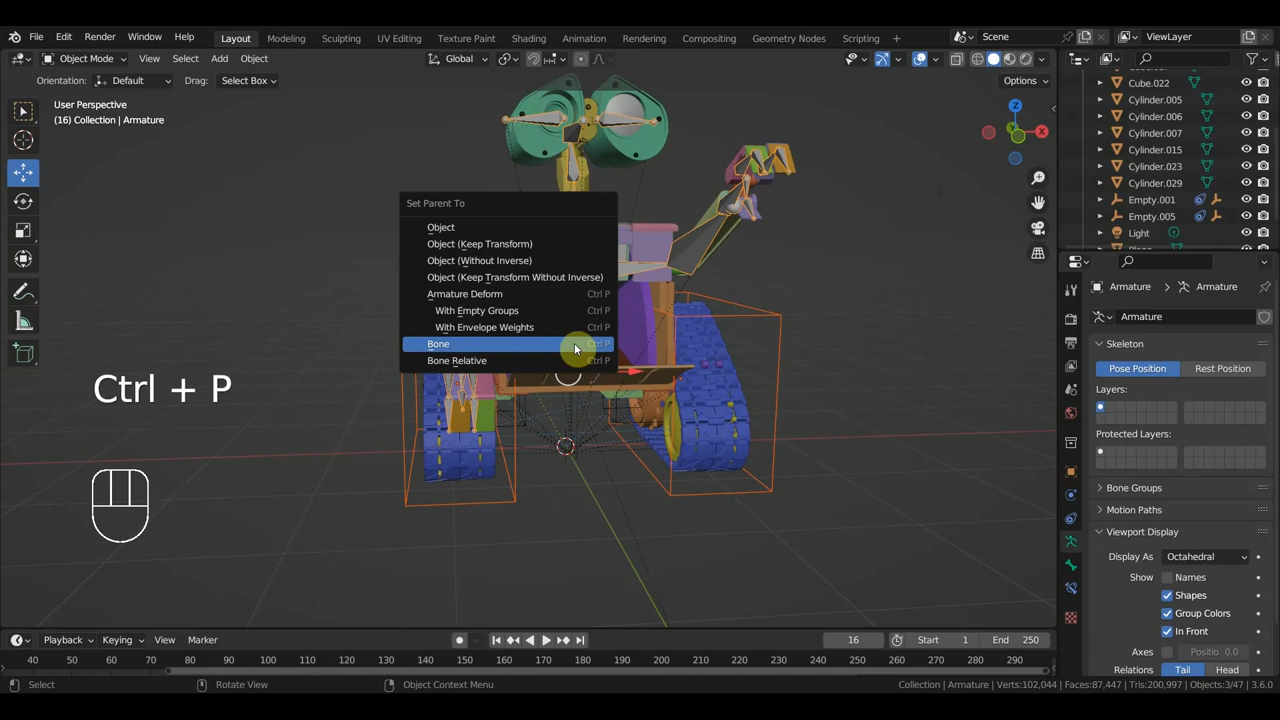 File Edit Render Window Help Layout Modeling Sculpting UV Editing Texture Paint Shading Animation Rendering Compositing Geometry Nodes Scripting + Scene ViewLayer
Object Mode View Select Add Object Global Options
Orientation: Default Drag: Select Box
User Perspective
(16) Collection | Armature
Z
X
Y
Set Parent To
Object
Object (Keep Transform)
Object (Without Inverse)
Object (Keep Transform Without Inverse)
Armature Deform Ctrl P
With Empty Groups Ctrl P
With Envelope Weights Ctrl P
Bone Ctrl P
Bone Relative Ctrl P
Ctrl + P
Cube.022
Cylinder.005
Cylinder.006
Cylinder.007
Cylinder.015
Cylinder.023
Cylinder.029
Empty.001
Empty.005
Light
Armature Armature
Armature
Skeleton
Pose Position Rest Position
Layers:
Protected Layers:
Bone Groups
Motion Paths
Viewport Display
Display As Octahedral
Show Names
Shapes
Group Colors
In Front
Axes Positio 0.0
Relations Tail Head
Playback Keying View Marker 16 Start 1 End 250
40 50 60 70 80 90 100 110 120 130 140 150 160 170 180 190 200 210 220 230 240 250 260 270 280 290
Select Rotate View Object Context Menu Collection | Armature | Verts:102,044 | Faces:87,447 | Tris:200,997 | Objects:3/47 | 3.6.0